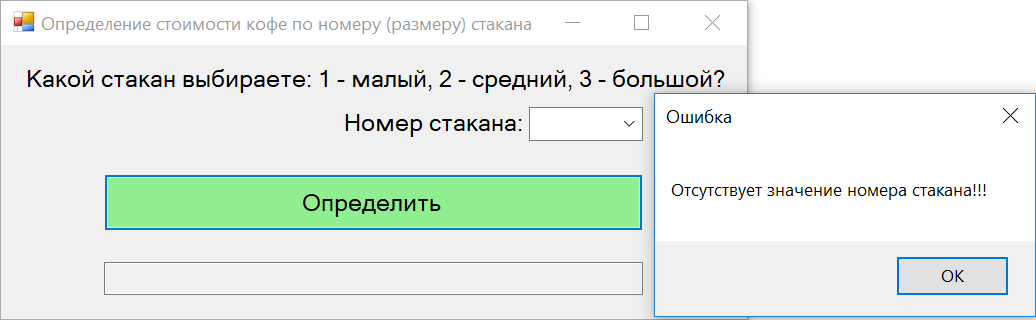 Определение стоимости кофе по номеру (размеру) стакана
Какой стакан выбираете: 1 - малый, 2 - средний, 3 - большой?
Номер стакана:
Определить
Ошибка
Отсутствует значение номера стакана!!!
OK